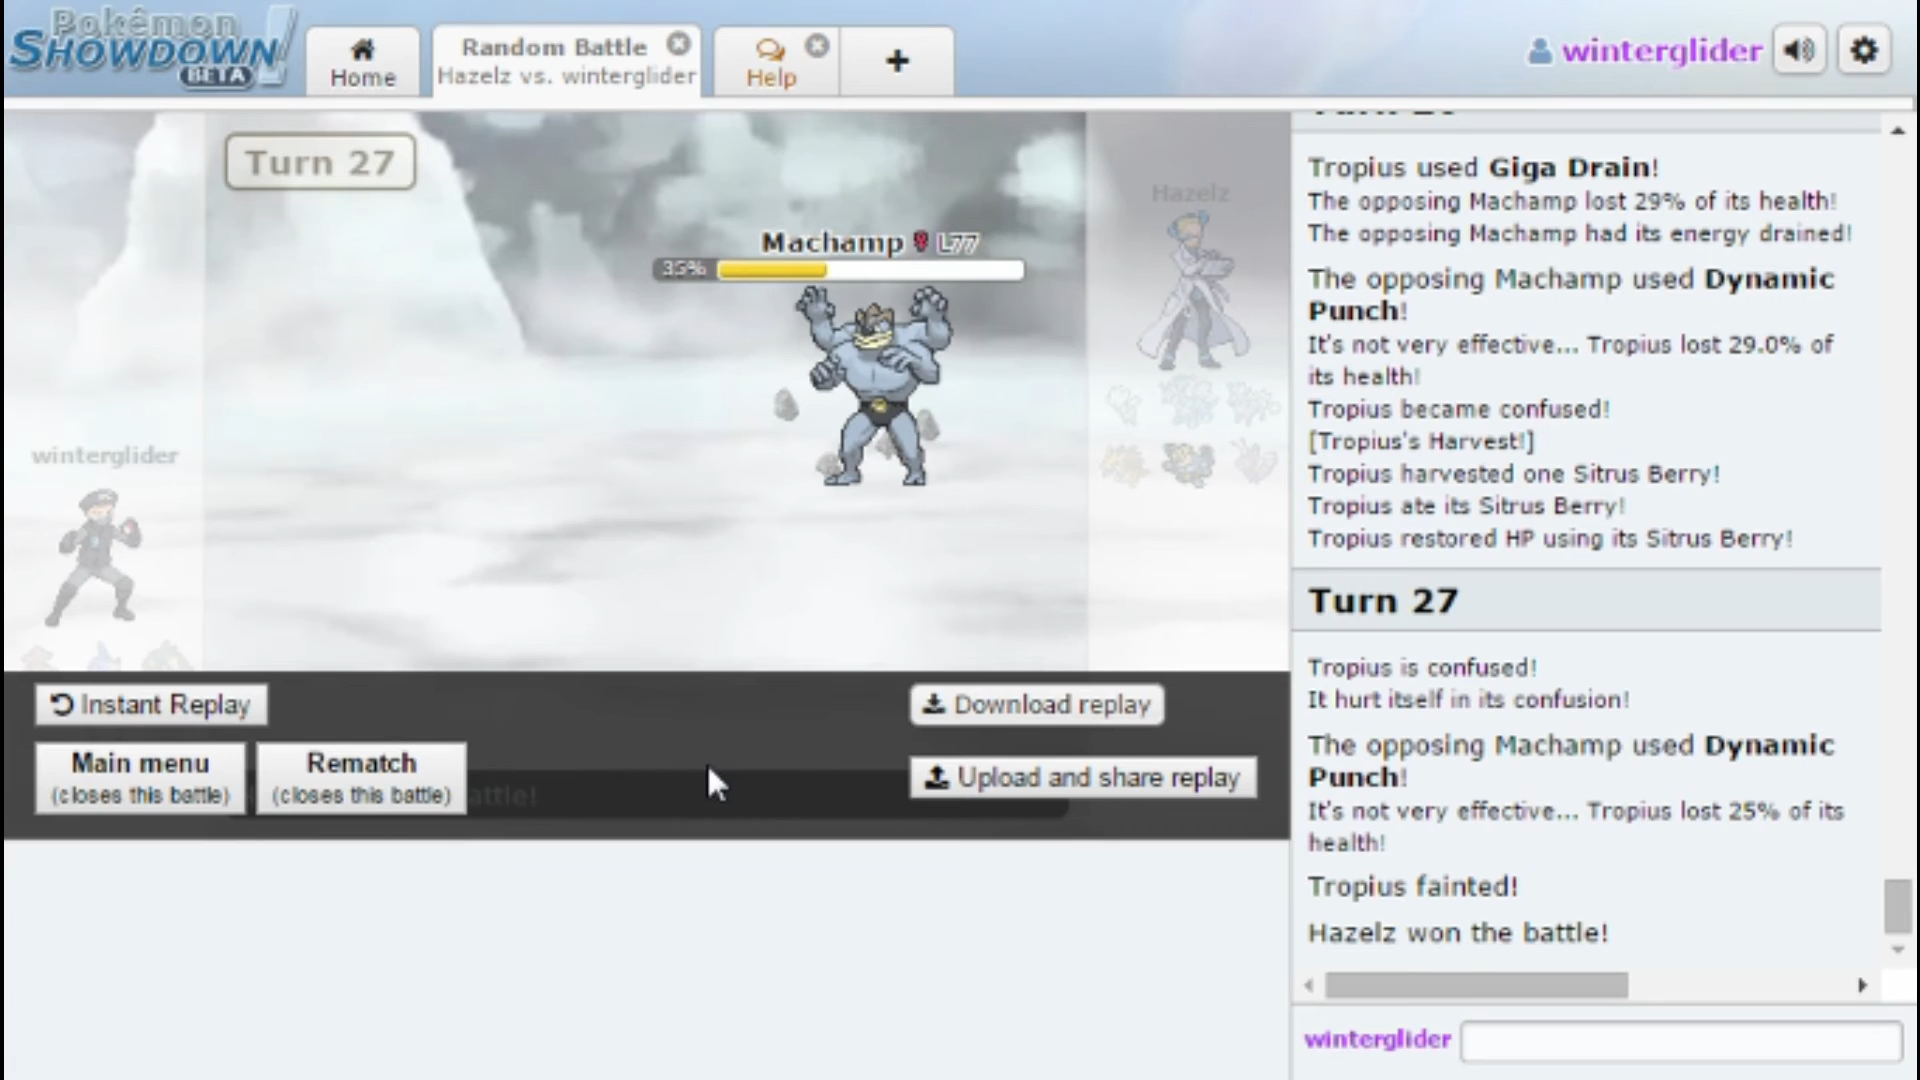 Pokémon
SHOWDOWN!
BETA
Home
Random Battle
Hazelz vs. winterglider
Help
+
winterglider
Turn 27
Machamp L77
35%
Hazelz
winterglider
Instant Replay
Download replay
Main menu
(closes this battle)
Rematch
(closes this battle)
attle!
Upload and share replay
Tropius used Giga Drain!
The opposing Machamp lost 29% of its health!
The opposing Machamp had its energy drained!
The opposing Machamp used Dynamic
Punch!
It's not very effective... Tropius lost 29.0% of
its health!
Tropius became confused!
[Tropius's Harvest!]
Tropius harvested one Sitrus Berry!
Tropius ate its Sitrus Berry!
Tropius restored HP using its Sitrus Berry!
Turn 27
Tropius is confused!
It hurt itself in its confusion!
The opposing Machamp used Dynamic
Punch!
It's not very effective... Tropius lost 25% of its
health!
Tropius fainted!
Hazelz won the battle!
winterglider